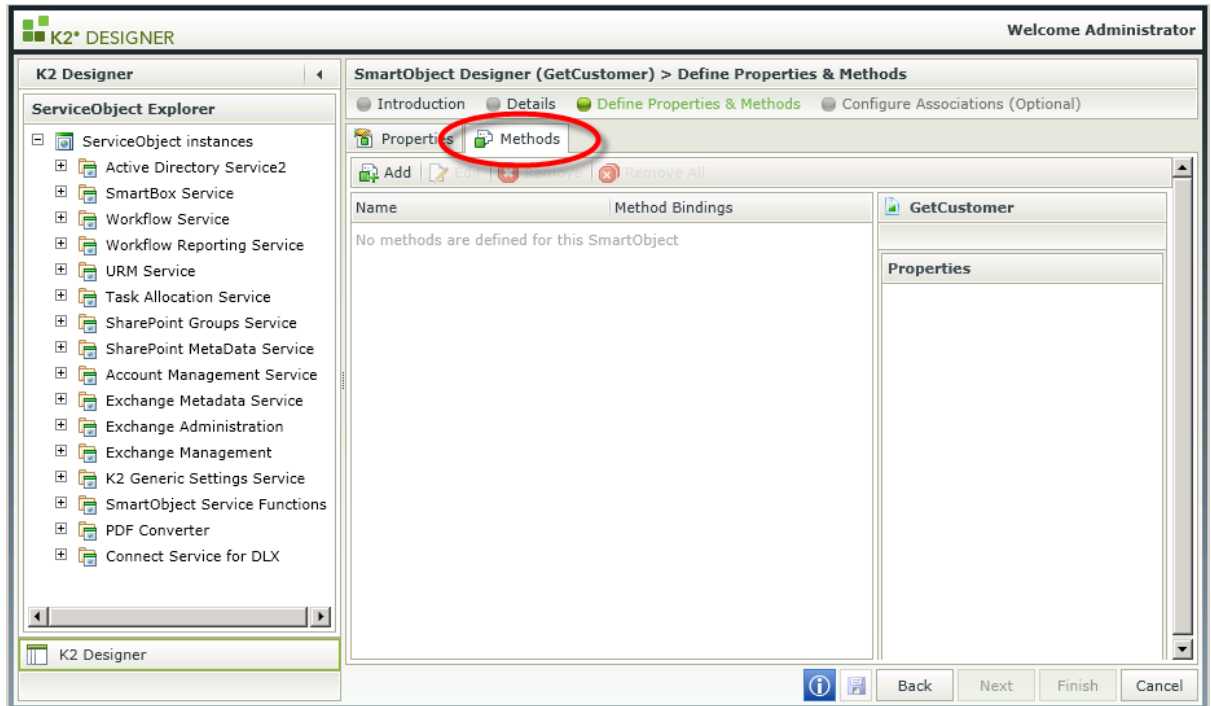 K2* DESIGNER
Welcome Administrator
K2 Designer
ServiceObject Explorer
ServiceObject instances
Active Directory Service2
SmartBox Service
Workflow Service
Workflow Reporting Service
URM Service
Task Allocation Service
SharePoint Groups Service
SharePoint MetaData Service
Account Management Service
Exchange Metadata Service
Exchange Administration
Exchange Management
K2 Generic Settings Service
SmartObject Service Functions
PDF Converter
Connect Service for DLX
K2 Designer
SmartObject Designer (GetCustomer) > Define Properties & Methods
Introduction Details Define Properties & Methods Configure Associations (Optional)
Properties Methods
Add Edit Remove Remove All
Name Method Bindings
No methods are defined for this SmartObject
GetCustomer
Properties
Back Next Finish Cancel